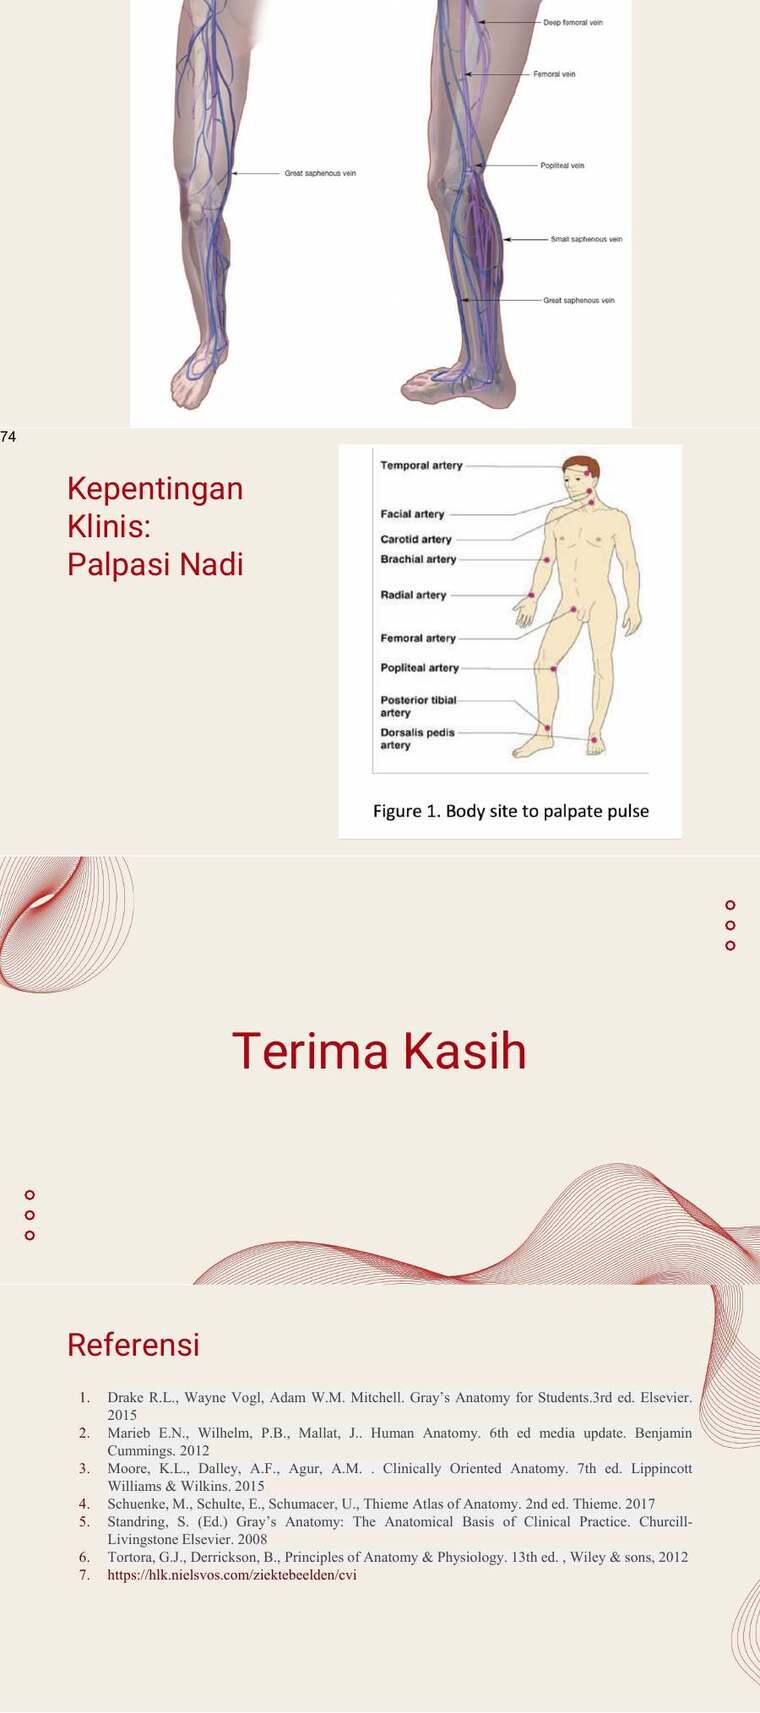 Deep femoral vein
Femoral vein
Popliteal vein
Great saphenous vein
Small saphenous vein
Great saphenous vein
74
Kepentingan
Klinis:
Palpasi Nadi
Temporal artery
Facial artery
Carotid artery
Brachial artery
Radial artery
Femoral artery
Popliteal artery
Posterior tibial
artery
Dorsalis pedis
artery
Figure 1. Body site to palpate pulse
Terima Kasih
Referensi
1. Drake R.L., Wayne Vogl, Adam W.M. Mitchell. Gray’s Anatomy for Students.3rd ed. Elsevier.
2015
2. Marieb E.N., Wilhelm, P.B., Mallat, J.. Human Anatomy. 6th ed media update. Benjamin
Cummings. 2012
3. Moore, K.L., Dalley, A.F., Agur, A.M. . Clinically Oriented Anatomy. 7th ed. Lippincott
Williams & Wilkins. 2015
4. Schuenke, M., Schulte, E., Schumacer, U., Thieme Atlas of Anatomy. 2nd ed. Thieme. 2017
5. Standring, S. (Ed.) Gray’s Anatomy: The Anatomical Basis of Clinical Practice. Churcill-
Livingstone Elsevier. 2008
6. Tortora, G.J., Derrickson, B., Principles of Anatomy & Physiology. 13th ed. , Wiley & sons, 2012
7. https://hlk.nielsvos.com/ziektebeelden/cvi